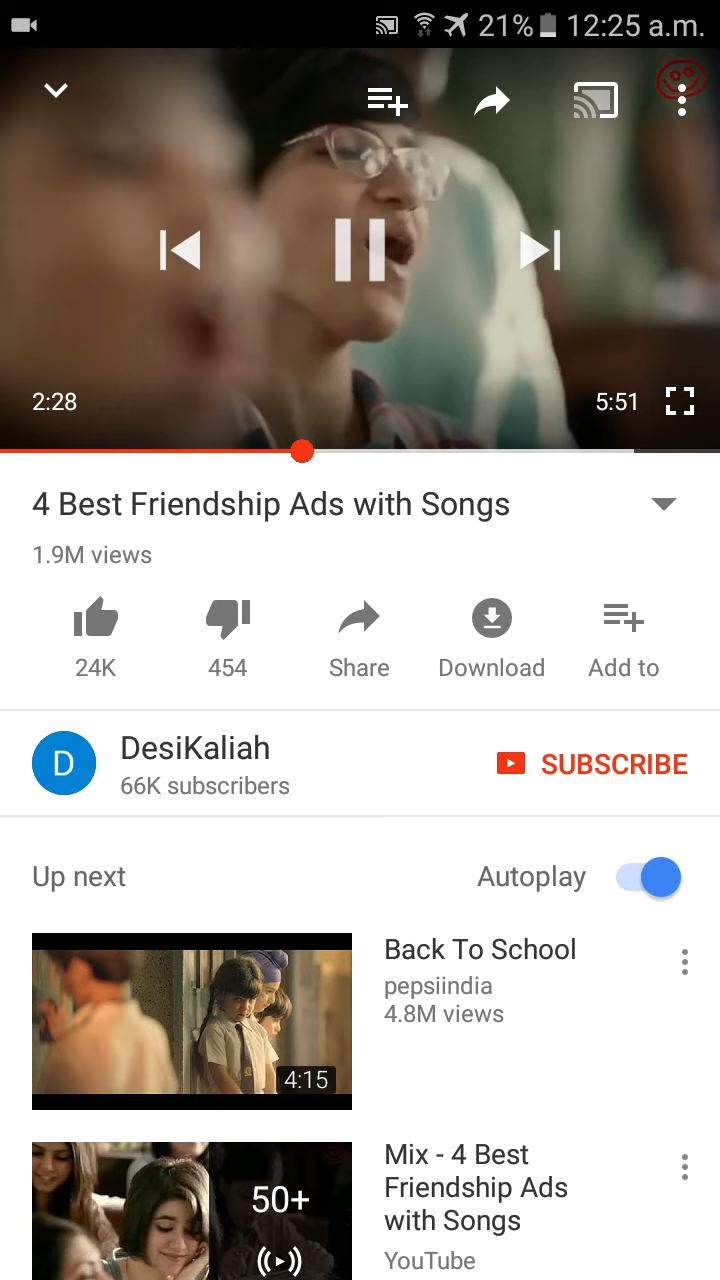 21% 12:25 a.m.
2:28 5:51
4 Best Friendship Ads with Songs
1.9M views
24K 454 Share Download Add to
D DesiKaliah SUBSCRIBE
66K subscribers
Up next Autoplay
Back To School
pepsiindia
4.8M views
4:15
Mix - 4 Best
Friendship Ads
with Songs
50+
YouTube